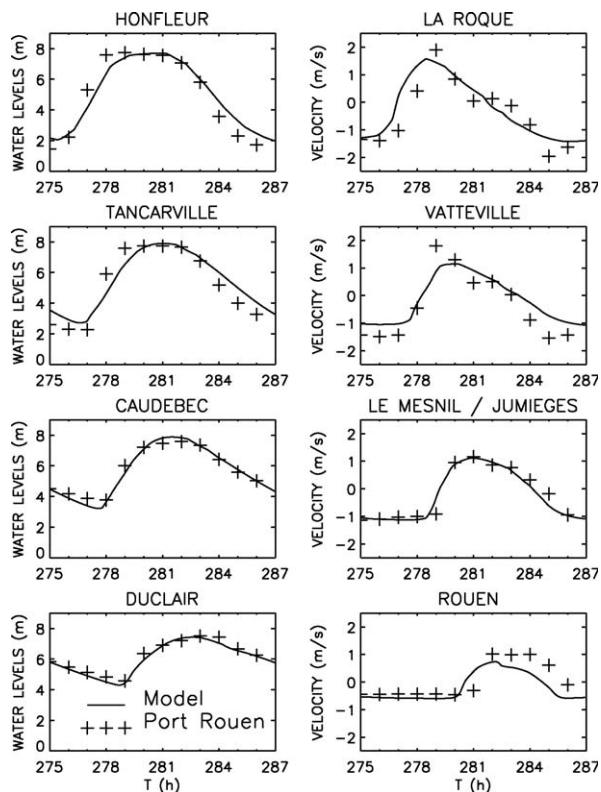 HONFLEUR
WATER LEVELS (m)
8
6
4
2
0
275 278 281 284 287
LA ROQUE
VELOCITY (m/s)
2
1
0
−1
−2
275 278 281 284 287
TANCARVILLE
WATER LEVELS (m)
8
6
4
2
0
275 278 281 284 287
VATTEVILLE
VELOCITY (m/s)
2
1
0
−1
−2
275 278 281 284 287
CAUDEBEC
WATER LEVELS (m)
8
6
4
2
0
275 278 281 284 287
LE MESNIL / JUMIEGES
VELOCITY (m/s)
2
1
0
−1
−2
275 278 281 284 287
DUCLAIR
WATER LEVELS (m)
8
6
4
2
0
Model
Port Rouen
275 278 281 284 287
T (h)
ROUEN
VELOCITY (m/s)
2
1
0
−1
−2
275 278 281 284 287
T (h)